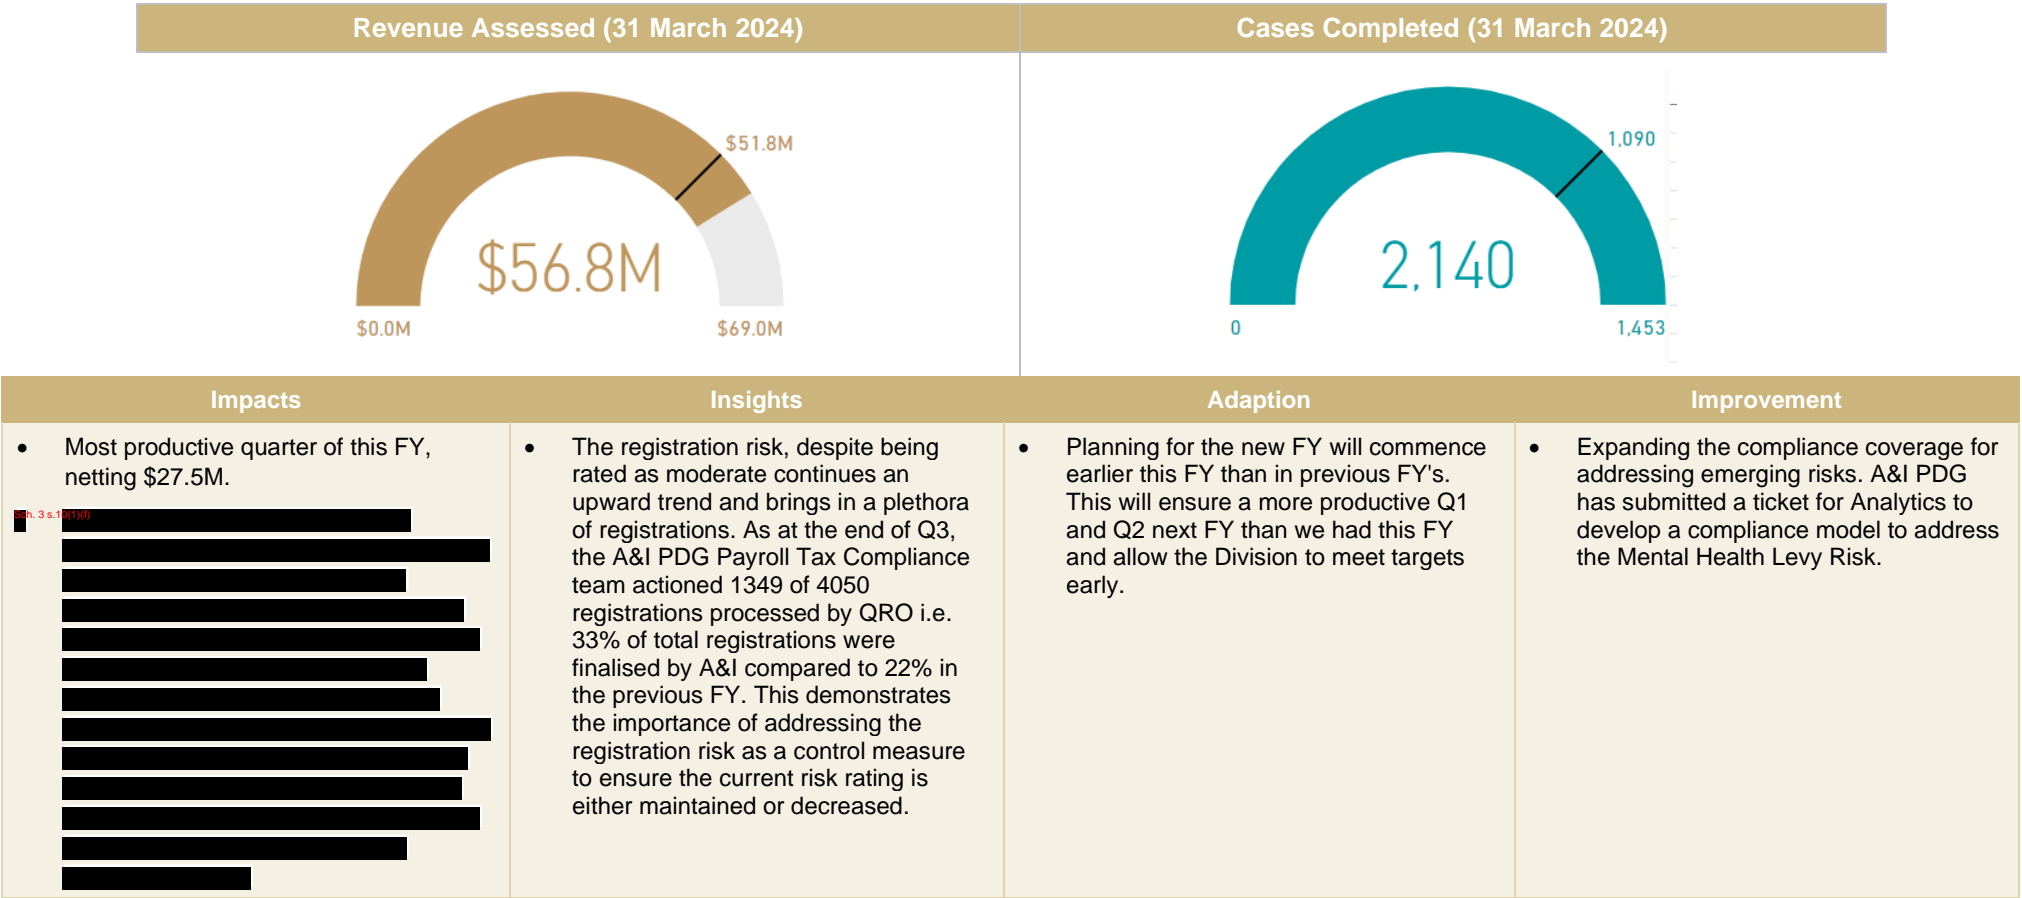 Revenue Assessed (31 March 2024)
Cases Completed (31 March 2024)
$51.8M
$56.8M
$0.0M
$69.0M
1,090
2,140
0
1,453
Impacts
• Most productive quarter of this FY,
netting $27.5M.
Sch. 3 s.10(1)(f)
Insights
• The registration risk, despite being
rated as moderate continues an
upward trend and brings in a plethora
of registrations. As at the end of Q3,
the A&I PDG Payroll Tax Compliance
team actioned 1349 of 4050
registrations processed by QRO i.e.
33% of total registrations were
finalised by A&I compared to 22% in
the previous FY. This demonstrates
the importance of addressing the
registration risk as a control measure
to ensure the current risk rating is
either maintained or decreased.
Adaption
• Planning for the new FY will commence
earlier this FY than in previous FY's.
This will ensure a more productive Q1
and Q2 next FY than we had this FY
and allow the Division to meet targets
early.
Improvement
• Expanding the compliance coverage for
addressing emerging risks. A&I PDG
has submitted a ticket for Analytics to
develop a compliance model to address
the Mental Health Levy Risk.